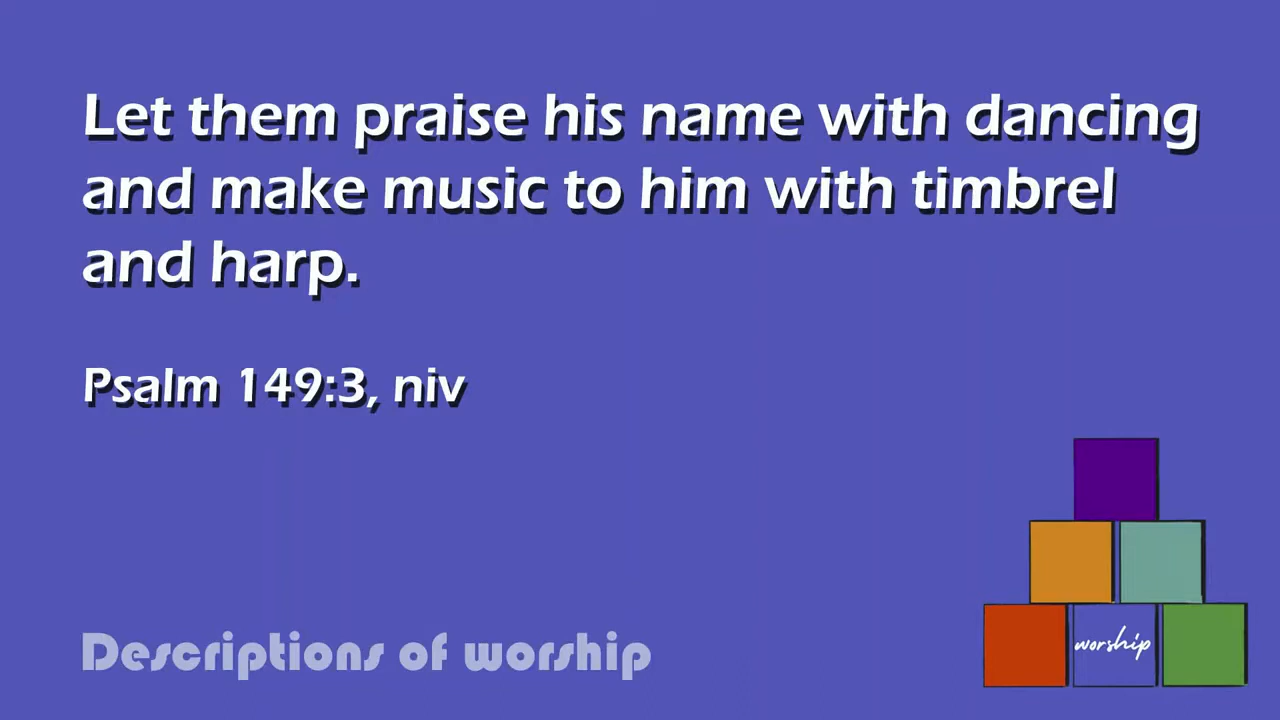 Let them praise his name with dancing
and make music to him with timbrel
and harp.
Psalm 149:3, niv
Descriptions of worship
worship